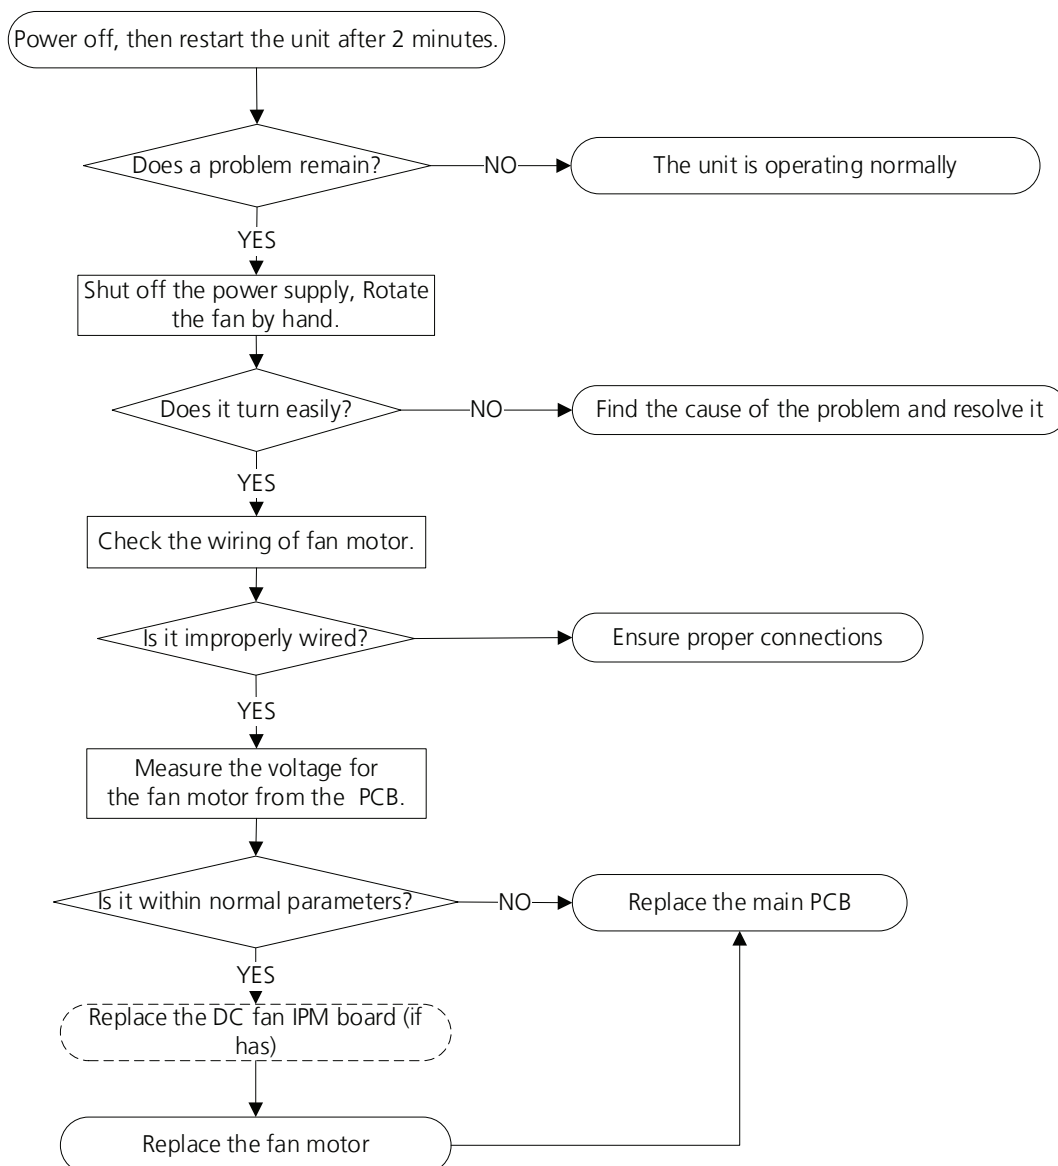 Power off, then restart the unit after 2 minutes.
Does a problem remain?
NO
The unit is operating normally
YES
Shut off the power supply, Rotate
the fan by hand.
Does it turn easily?
NO
Find the cause of the problem and resolve it
YES
Check the wiring of fan motor.
Is it improperly wired?
Ensure proper connections
YES
Measure the voltage for
the fan motor from the PCB.
Is it within normal parameters?
NO
Replace the main PCB
YES
Replace the DC fan IPM board (if
has)
Replace the fan motor